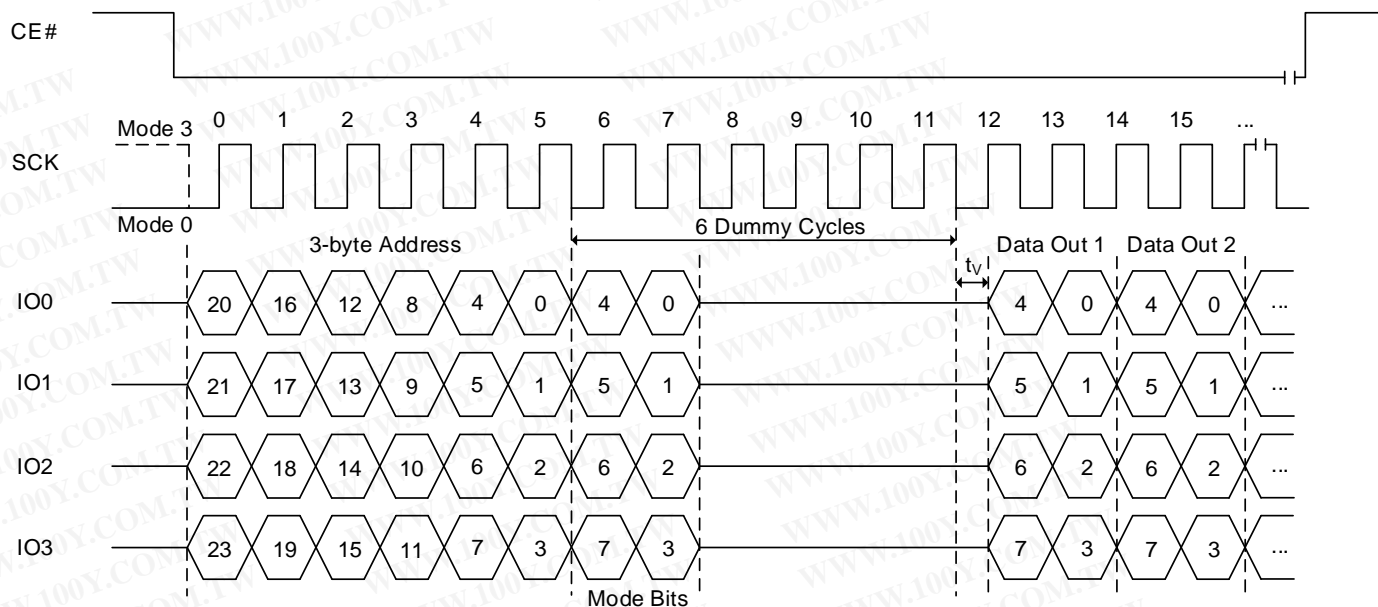 CE#
Mode 3
0 1 2 3 4 5 6 7 8 9 10 11 12 13 14 15 ...
SCK
Mode 0
3-byte Address
6 Dummy Cycles
Data Out 1 Data Out 2
tV
IO0 20 16 12 8 4 0 4 0 4 0 4 0 ...
IO1 21 17 13 9 5 1 5 1 5 1 5 1 ...
IO2 22 18 14 10 6 2 6 2 6 2 6 2 ...
IO3 23 19 15 11 7 3 7 3 7 3 7 3 ...
Mode Bits
WWW.100Y.COM.TW